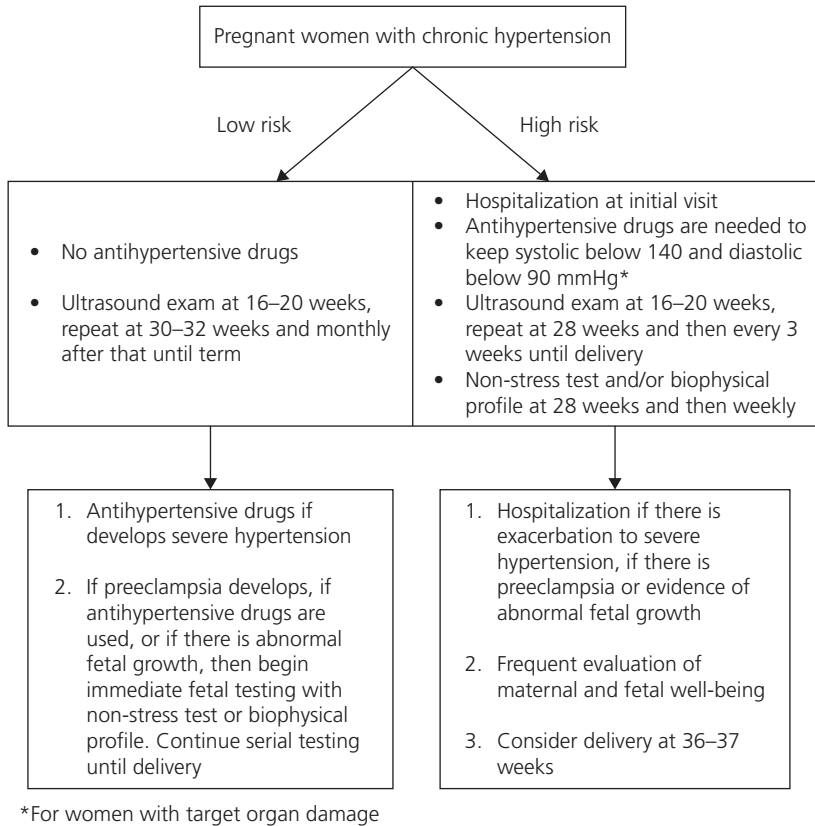 Pregnant women with chronic hypertension
Low risk
High risk
• No antihypertensive drugs
• Ultrasound exam at 16–20 weeks,
repeat at 30–32 weeks and monthly
after that until term
• Hospitalization at initial visit
• Antihypertensive drugs are needed to
keep systolic below 140 and diastolic
below 90 mmHg*
• Ultrasound exam at 16–20 weeks,
repeat at 28 weeks and then every 3
weeks until delivery
• Non-stress test and/or biophysical
profile at 28 weeks and then weekly
1. Antihypertensive drugs if
develops severe hypertension
2. If preeclampsia develops, if
antihypertensive drugs are
used, or if there is abnormal
fetal growth, then begin
immediate fetal testing with
non-stress test or biophysical
profile. Continue serial testing
until delivery
1. Hospitalization if there is
exacerbation to severe
hypertension, if there is
preeclampsia or evidence of
abnormal fetal growth
2. Frequent evaluation of
maternal and fetal well-being
3. Consider delivery at 36–37
weeks
*For women with target organ damage